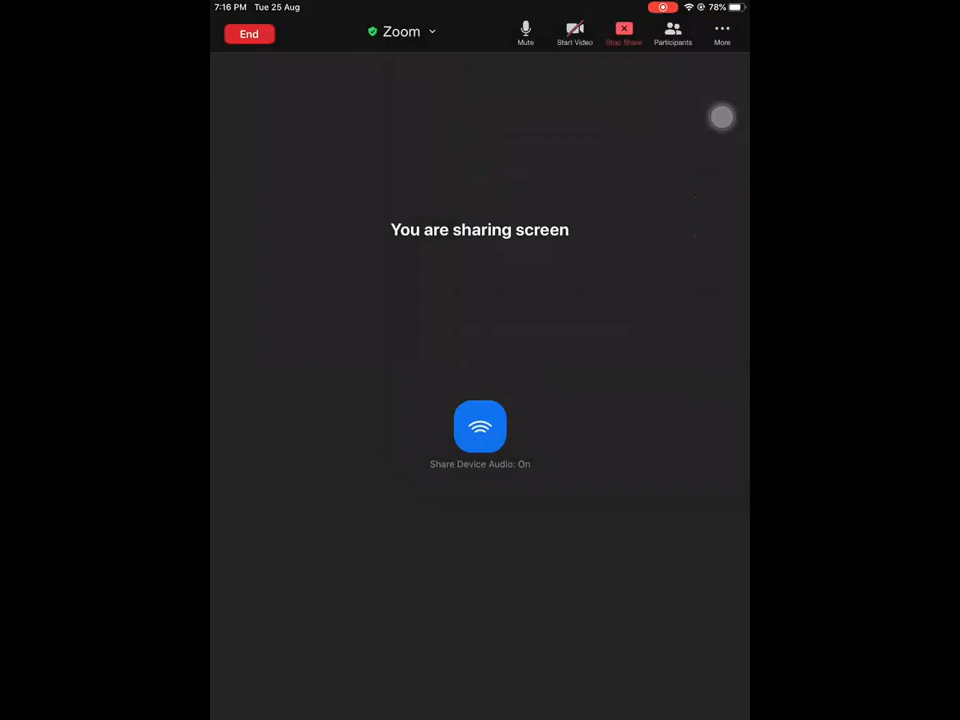 7:16 PM Tue 25 Aug
78%
End
Zoom
Mute
Start Video
Stop Share
Participants
More
You are sharing screen
Share Device Audio: On